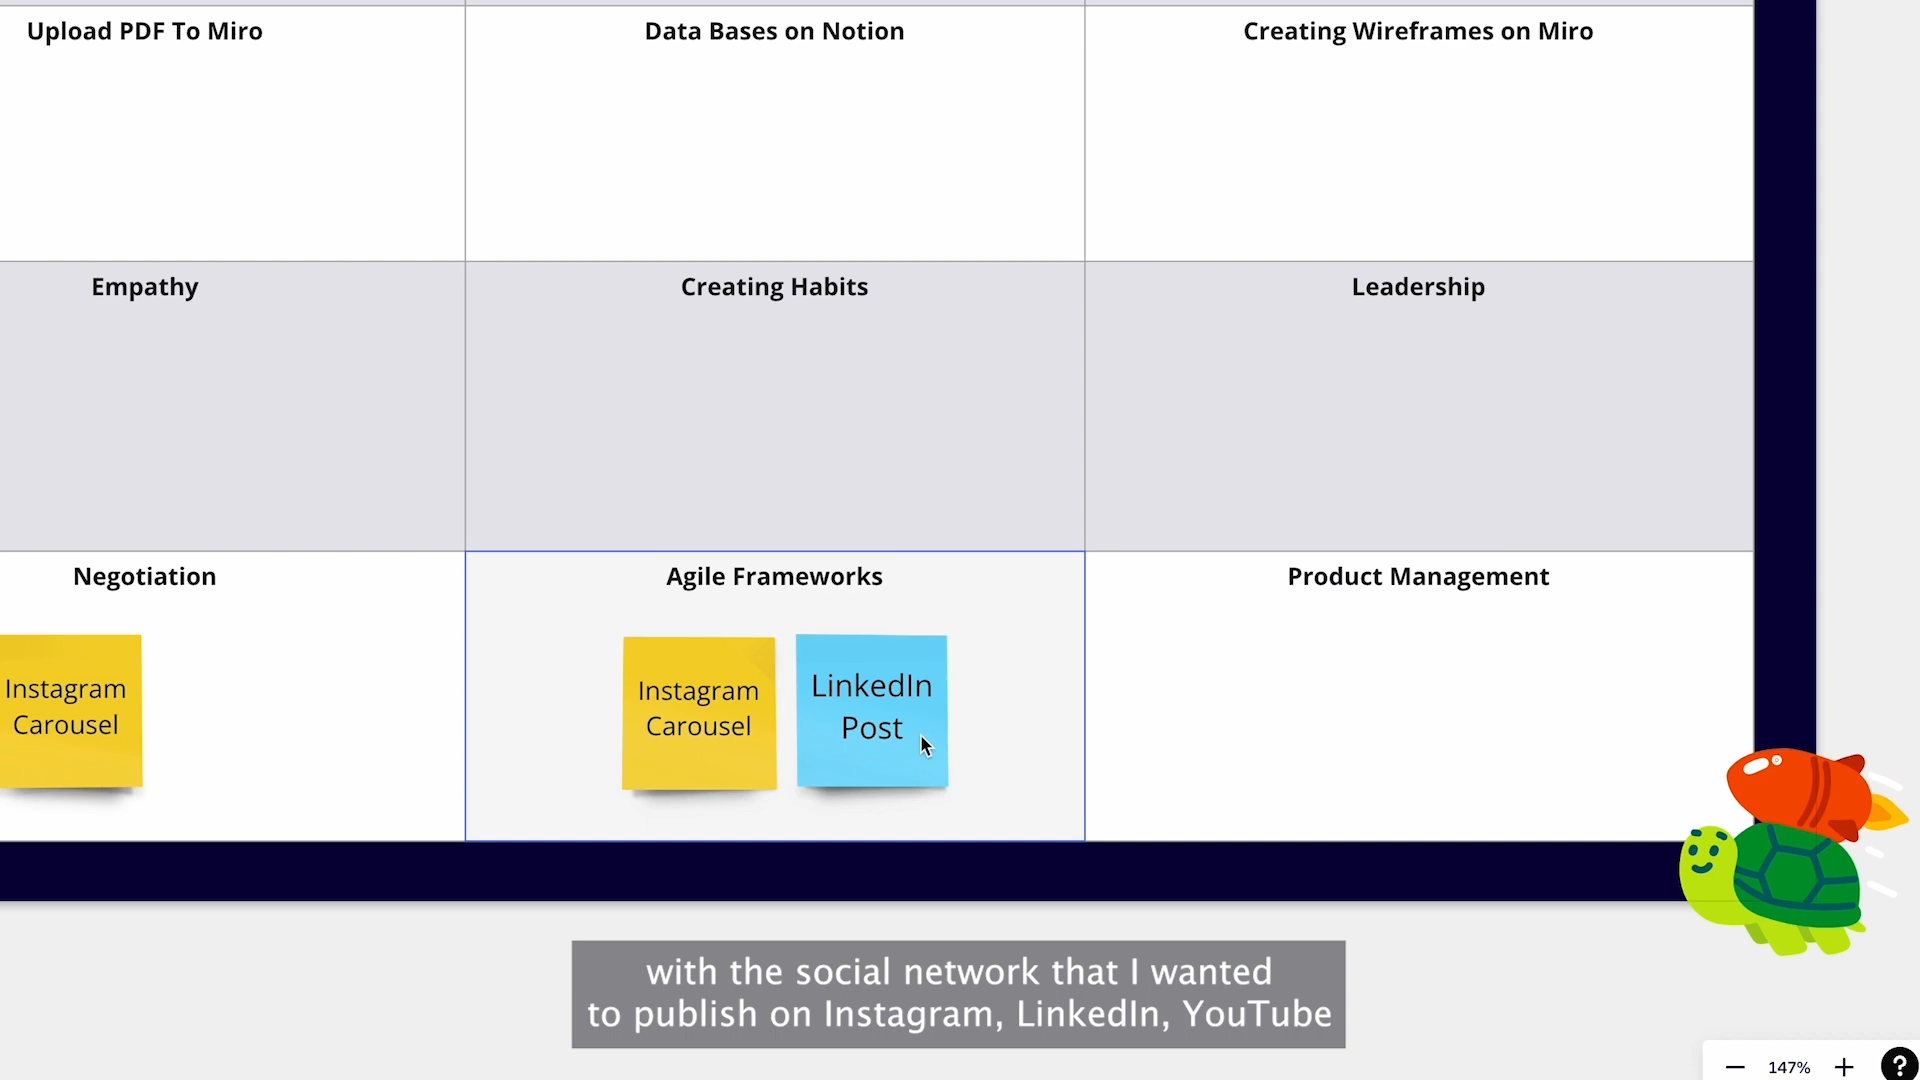 Upload PDF To Miro
Data Bases on Notion
Creating Wireframes on Miro
Empathy
Creating Habits
Leadership
Negotiation
Agile Frameworks
Product Management
Instagram
Carousel
Instagram
Carousel
LinkedIn
Post
with the social network that I wanted
to publish on Instagram, LinkedIn, YouTube
147%
?